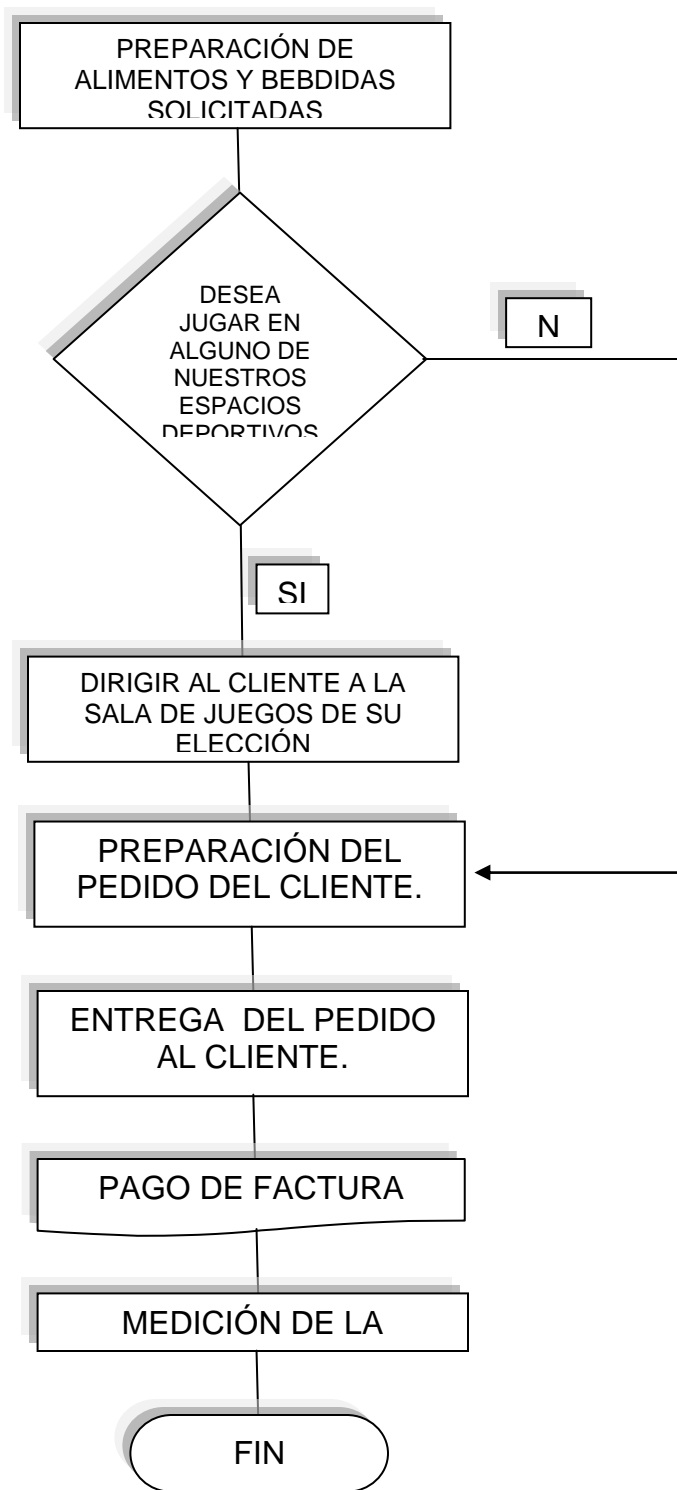 PREPARACIÓN DE
ALIMENTOS Y BEBDIDAS
SOLICITADAS
DESEA
JUGAR EN
ALGUNO DE
NUESTROS
ESPACIOS
DEPORTIVOS
N
SI
DIRIGIR AL CLIENTE A LA
SALA DE JUEGOS DE SU
ELECCIÓN
PREPARACIÓN DEL
PEDIDO DEL CLIENTE.
ENTREGA DEL PEDIDO
AL CLIENTE.
PAGO DE FACTURA
MEDICIÓN DE LA
FIN